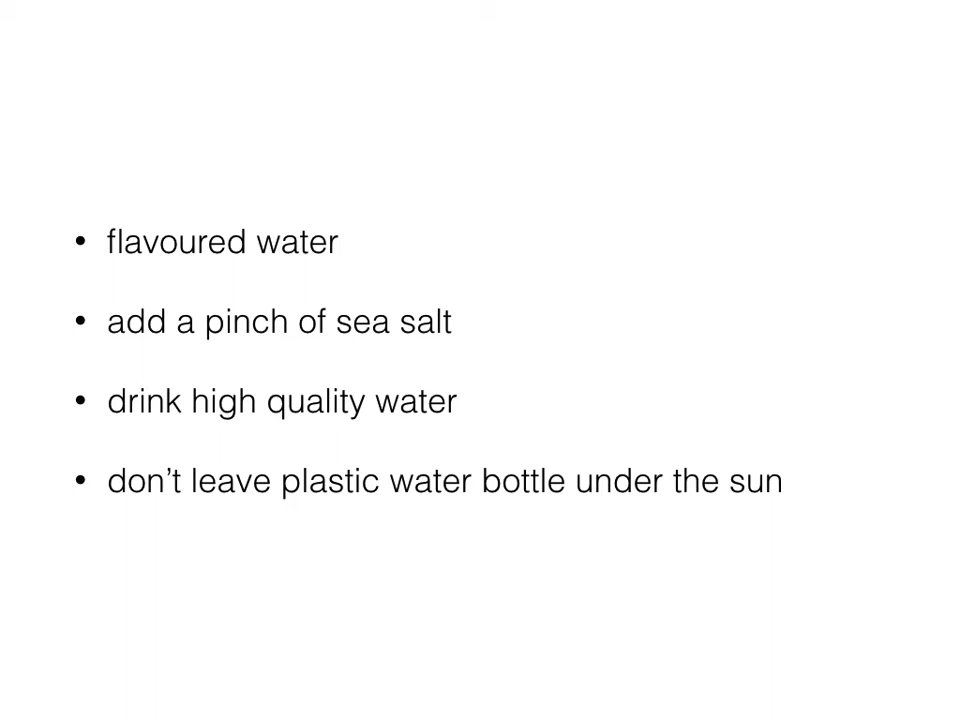 • flavoured water
• add a pinch of sea salt
• drink high quality water
• don’t leave plastic water bottle under the sun